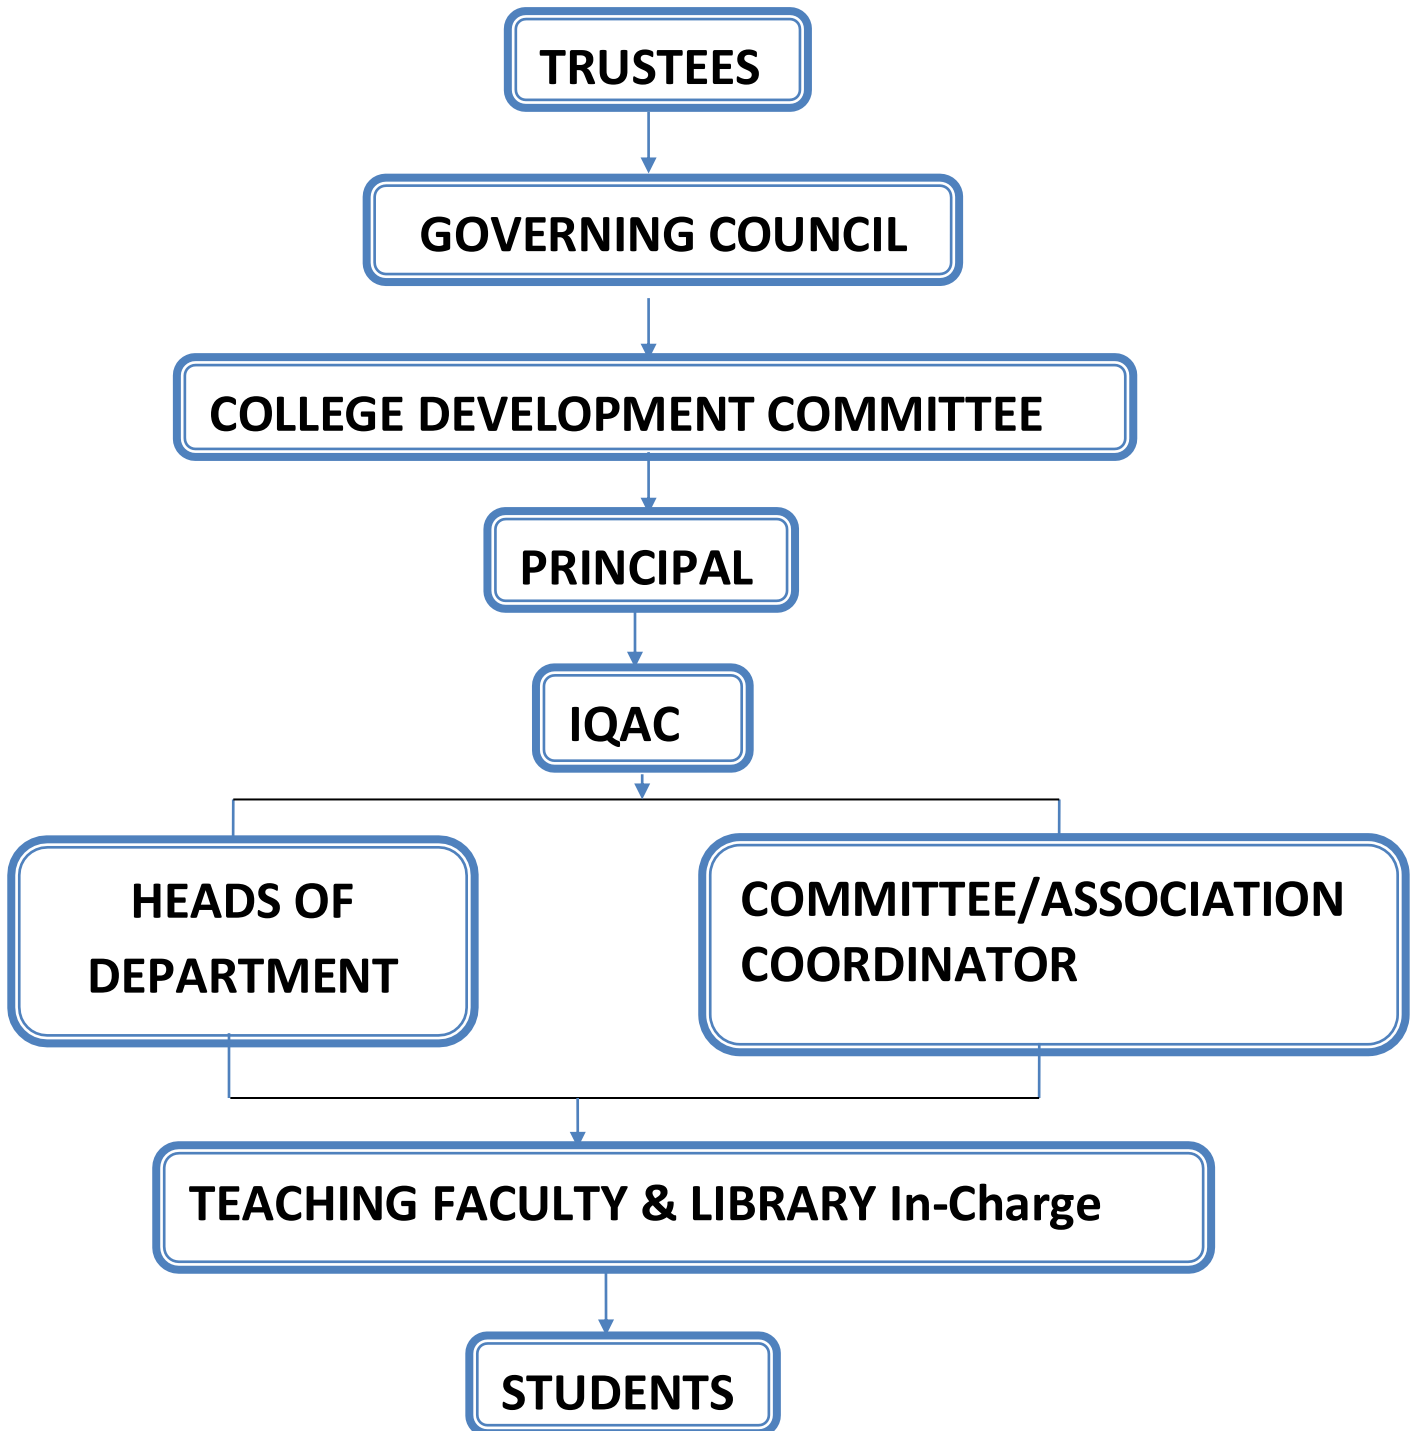 TRUSTEES
GOVERNING COUNCIL
COLLEGE DEVELOPMENT COMMITTEE
PRINCIPAL
IQAC
HEADS OF
DEPARTMENT
COMMITTEE/ASSOCIATION
COORDINATOR
TEACHING FACULTY & LIBRARY In-Charge
STUDENTS